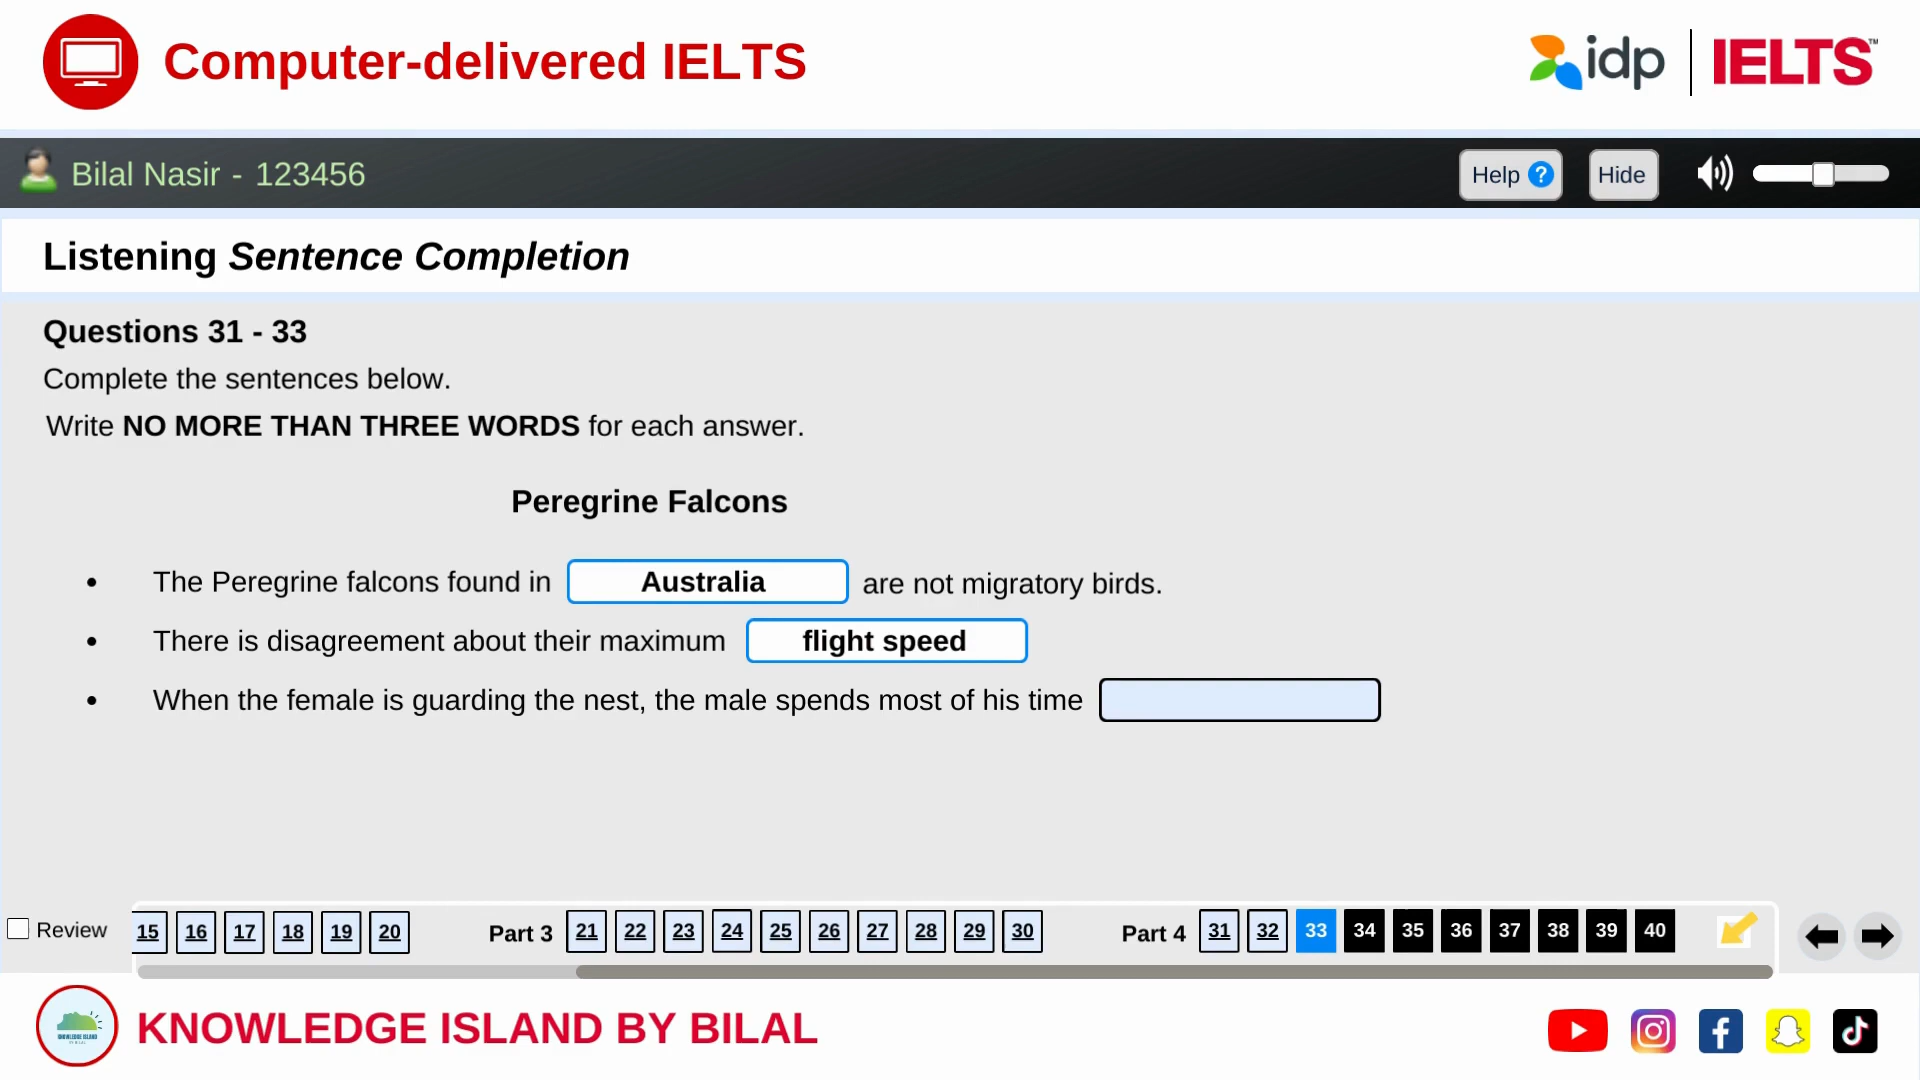 Computer-delivered IELTS
idp IELTS™
Bilal Nasir - 123456
Help ? Hide
Listening Sentence Completion
Questions 31 - 33
Complete the sentences below.
Write NO MORE THAN THREE WORDS for each answer.
Peregrine Falcons
• The Peregrine falcons found in Australia are not migratory birds.
• There is disagreement about their maximum flight speed
• When the female is guarding the nest, the male spends most of his time
Review 15 16 17 18 19 20 Part 3 21 22 23 24 25 26 27 28 29 30 Part 4 31 32 33 34 35 36 37 38 39 40
KNOWLEDGE ISLAND
BY BILAL
KNOWLEDGE ISLAND BY BILAL